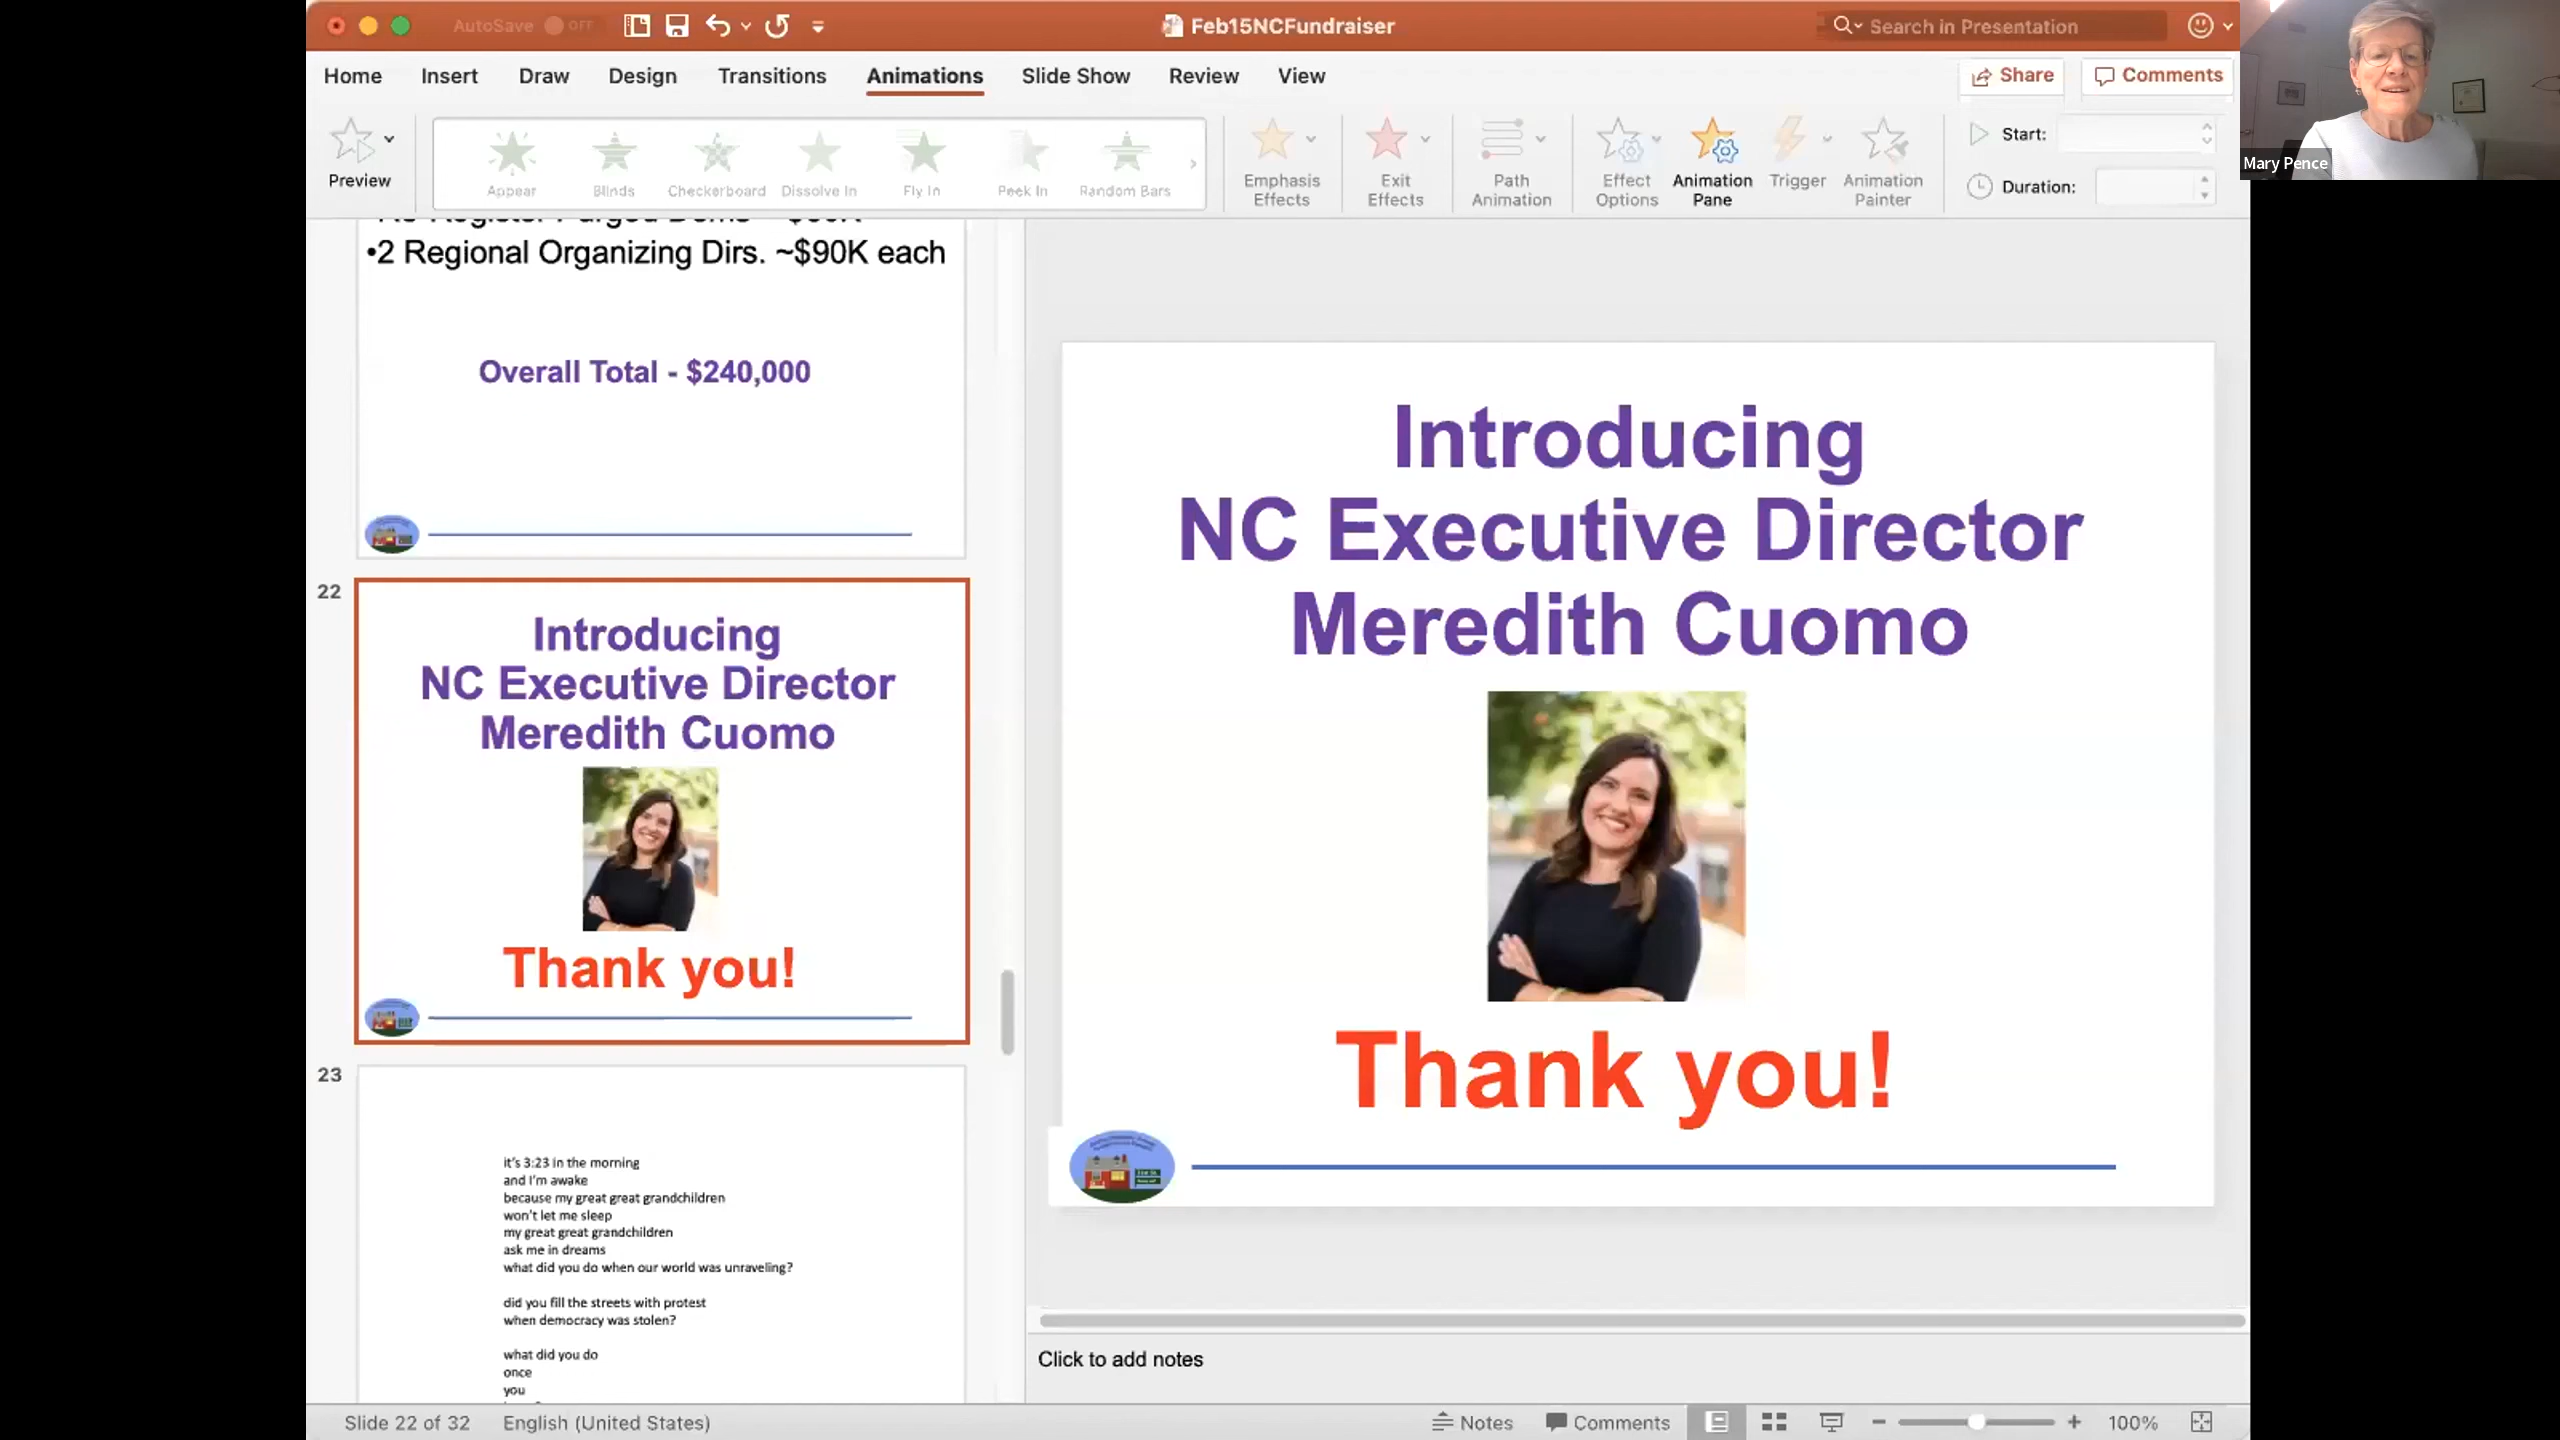 AutoSave OFF
Feb15NCFundraiser
Search in Presentation
Home Insert Draw Design Transitions Animations Slide Show Review View
Share Comments
Preview
Appear Blinds Checkerboard Dissolve In Fly In Peek In Random Bars
Emphasis Effects
Exit Effects
Path Animation
Effect Options
Animation Pane
Trigger
Animation Painter
Start:
Duration:
Mary Pence
•2 Regional Organizing Dirs. ~$90K each
Overall Total - $240,000
22
Introducing
NC Executive Director
Meredith Cuomo
Thank you!
23
it's 3:23 in the morning
and I'm awake
because my great great grandchildren
won't let me sleep
my great great grandchildren
ask me in dreams
what did you do when our world was unraveling?
did you fill the streets with protest
when democracy was stolen?
what did you do
once
you
Introducing
NC Executive Director
Meredith Cuomo
Thank you!
Click to add notes
Slide 22 of 32 English (United States)
Notes Comments 100%